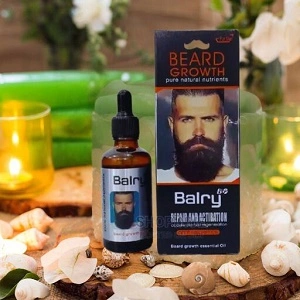 BEARD
GROWTH
pure natural nutrients
Balry
REPAIR AND ACTIVATION
Beard growth essential Oil
Balry